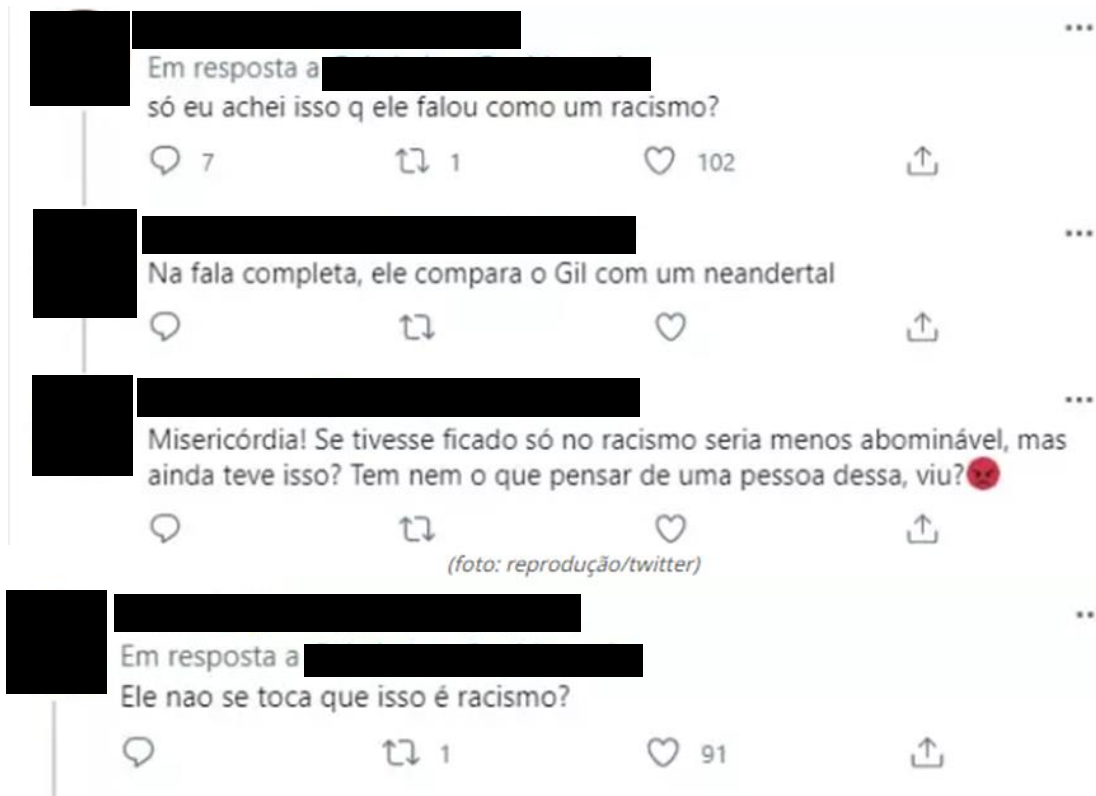 Em resposta a
só eu achei isso q ele falou como um racismo?
7 1 102
Na fala completa, ele compara o Gil com um neandertal
Misericórdia! Se tivesse ficado só no racismo seria menos abominável, mas
ainda teve isso? Tem nem o que pensar de uma pessoa dessa, viu?😡
(foto: reprodução/twitter)
Em resposta a
Ele nao se toca que isso é racismo?
1 91